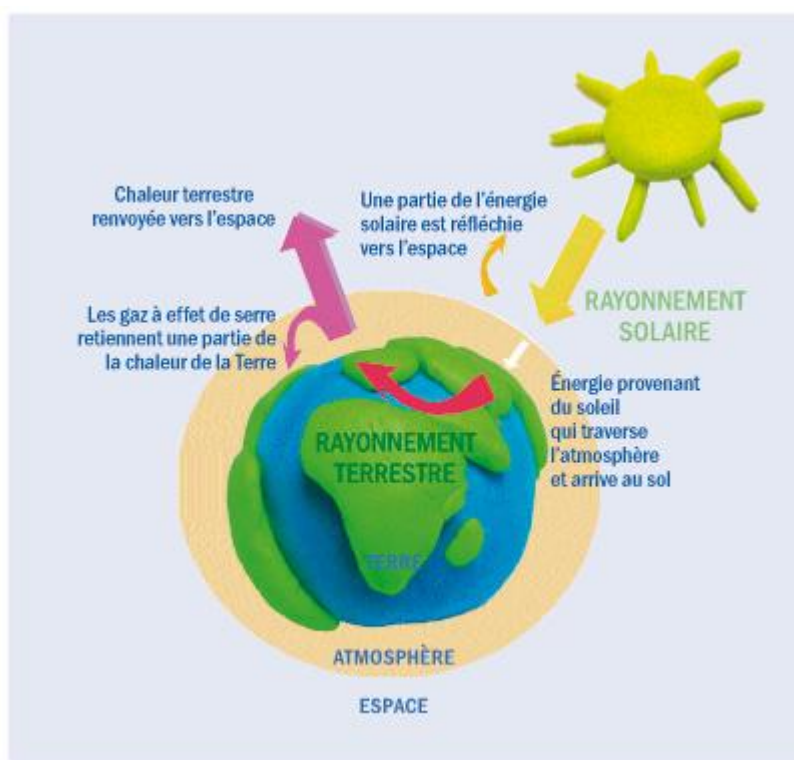 Chaleur terrestre
renvoyée vers l'espace
Une partie de l'énergie
solaire est réfléchie
vers l'espace
RAYONNEMENT
SOLAIRE
Les gaz à effet de serre
retiennent une partie de
la chaleur de la Terre
Énergie provenant
du soleil
qui traverse
l'atmosphère
et arrive au sol
RAYONNEMENT
TERRESTRE
TERRE
ATMOSPHÈRE
ESPACE